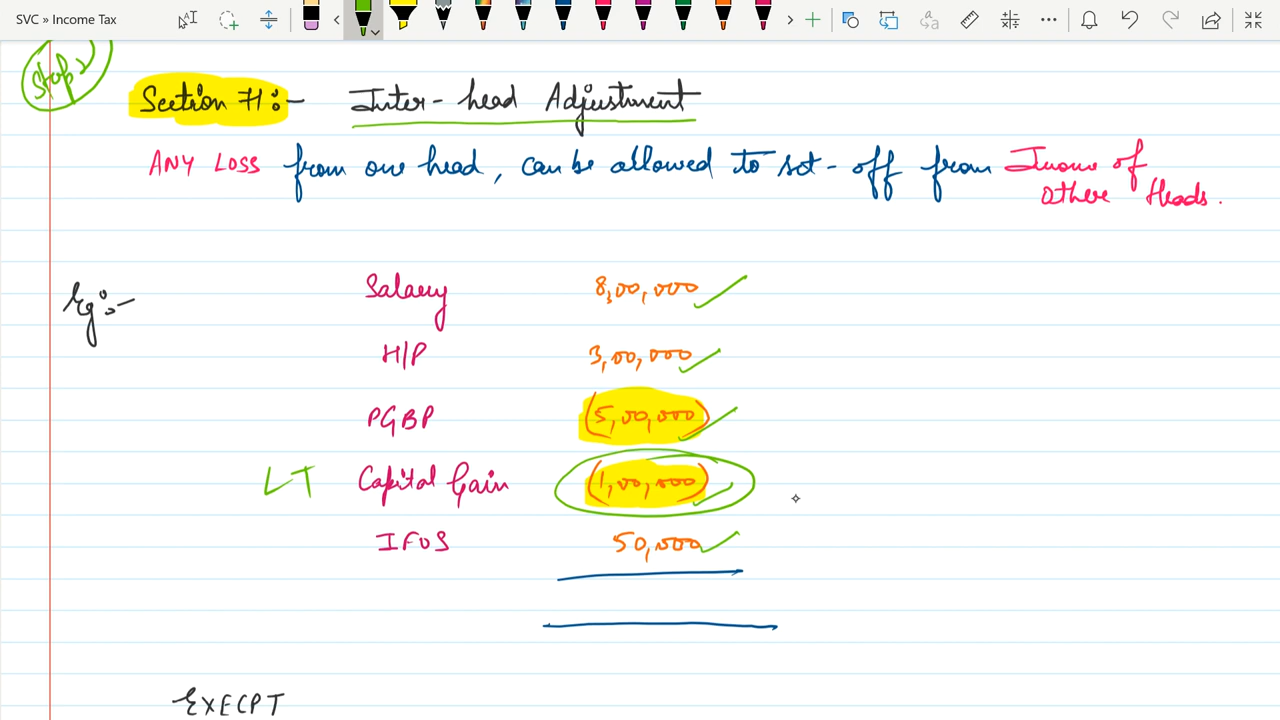 SVC » Income Tax
Step 2
Section 71:- Inter-head Adjustment
ANY LOSS from one head, can be allowed to set-off from Income of
other Heads.
Eg:- Salary 8,00,000
H/P 3,00,000
PGBP (5,00,000)
LT Capital Gain (1,00,000)
IFOS 50,000
EXECPT